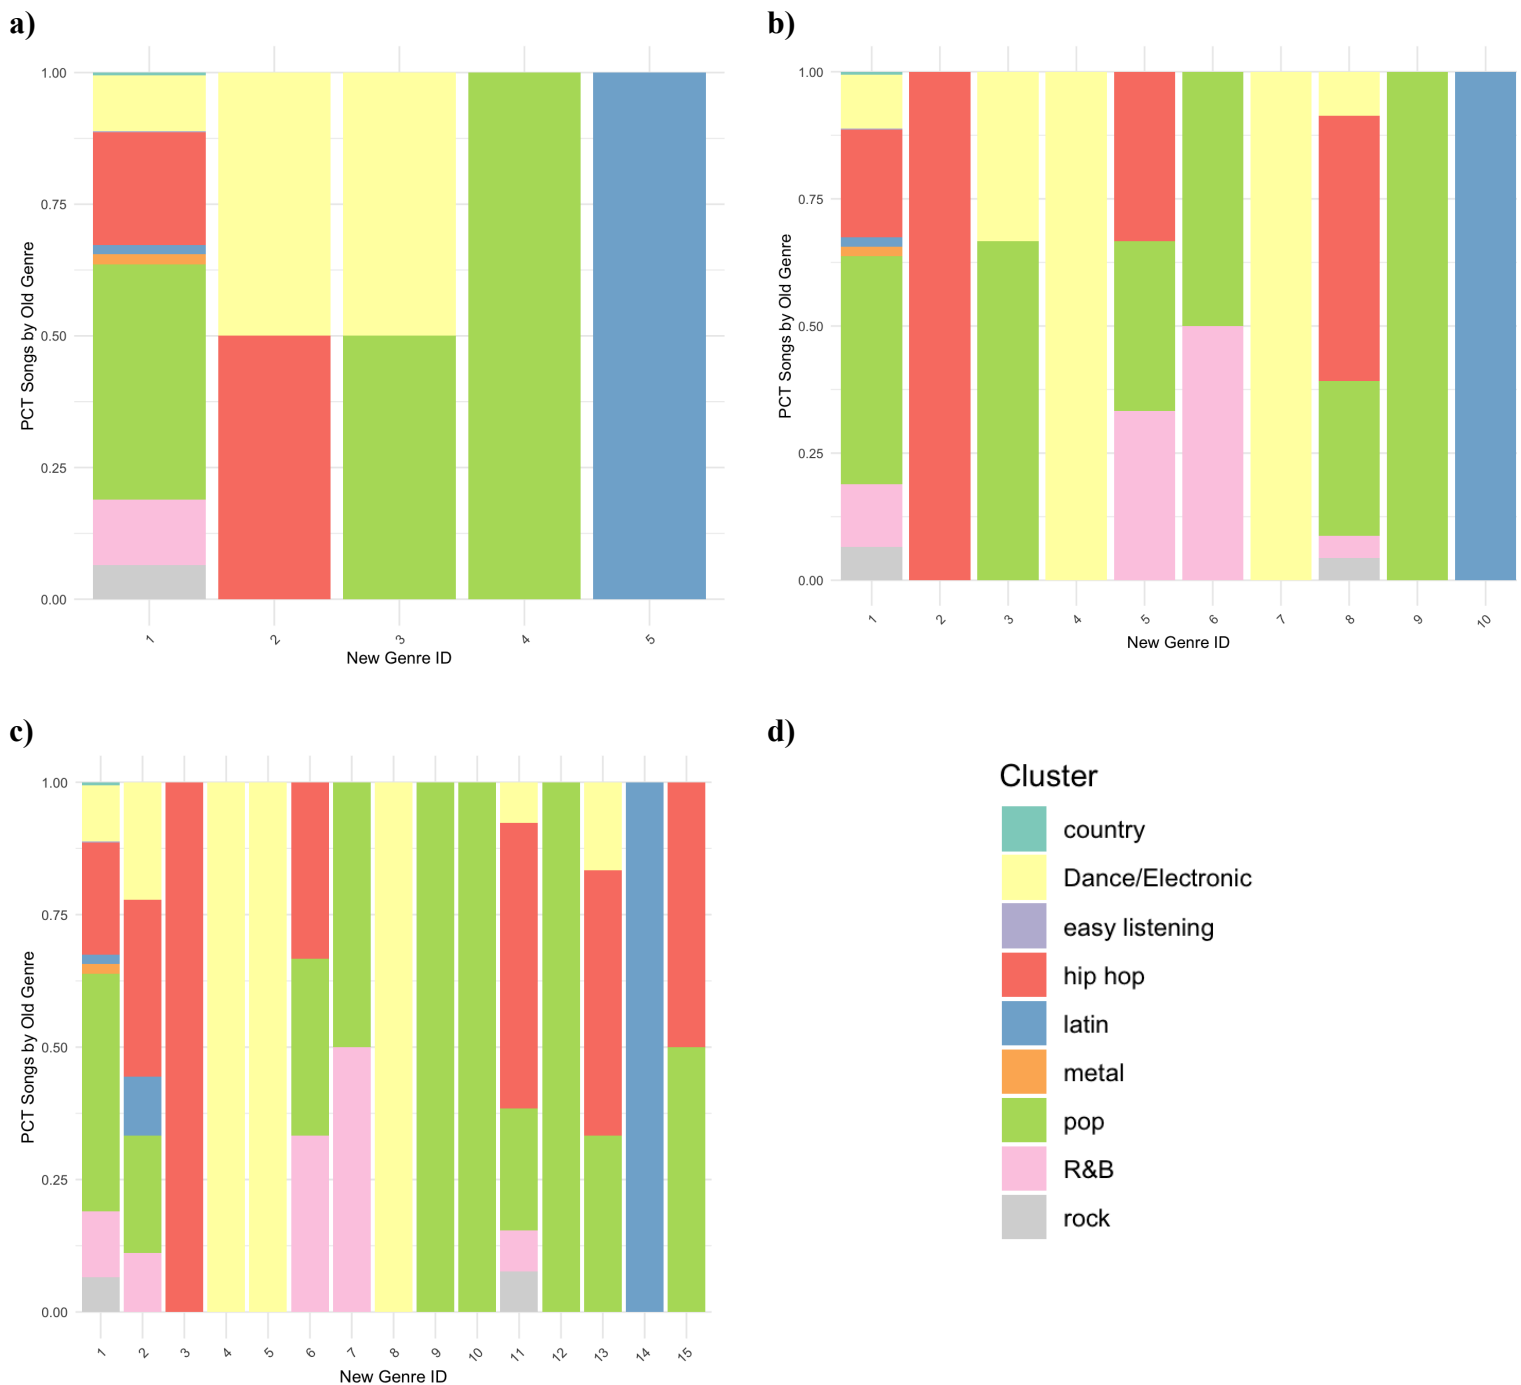 a)
1.00
0.75
0.50
0.25
0.00
PCT Songs by Old Genre
1 2 3 4 5
New Genre ID
b)
1.00
0.75
0.50
0.25
0.00
PCT Songs by Old Genre
1 2 3 4 5 6 7 8 9 10
New Genre ID
c)
1.00
0.75
0.50
0.25
0.00
PCT Songs by Old Genre
1 2 3 4 5 6 7 8 9 10 11 12 13 14 15
New Genre ID
d)
Cluster
country
Dance/Electronic
easy listening
hip hop
latin
metal
pop
R&B
rock